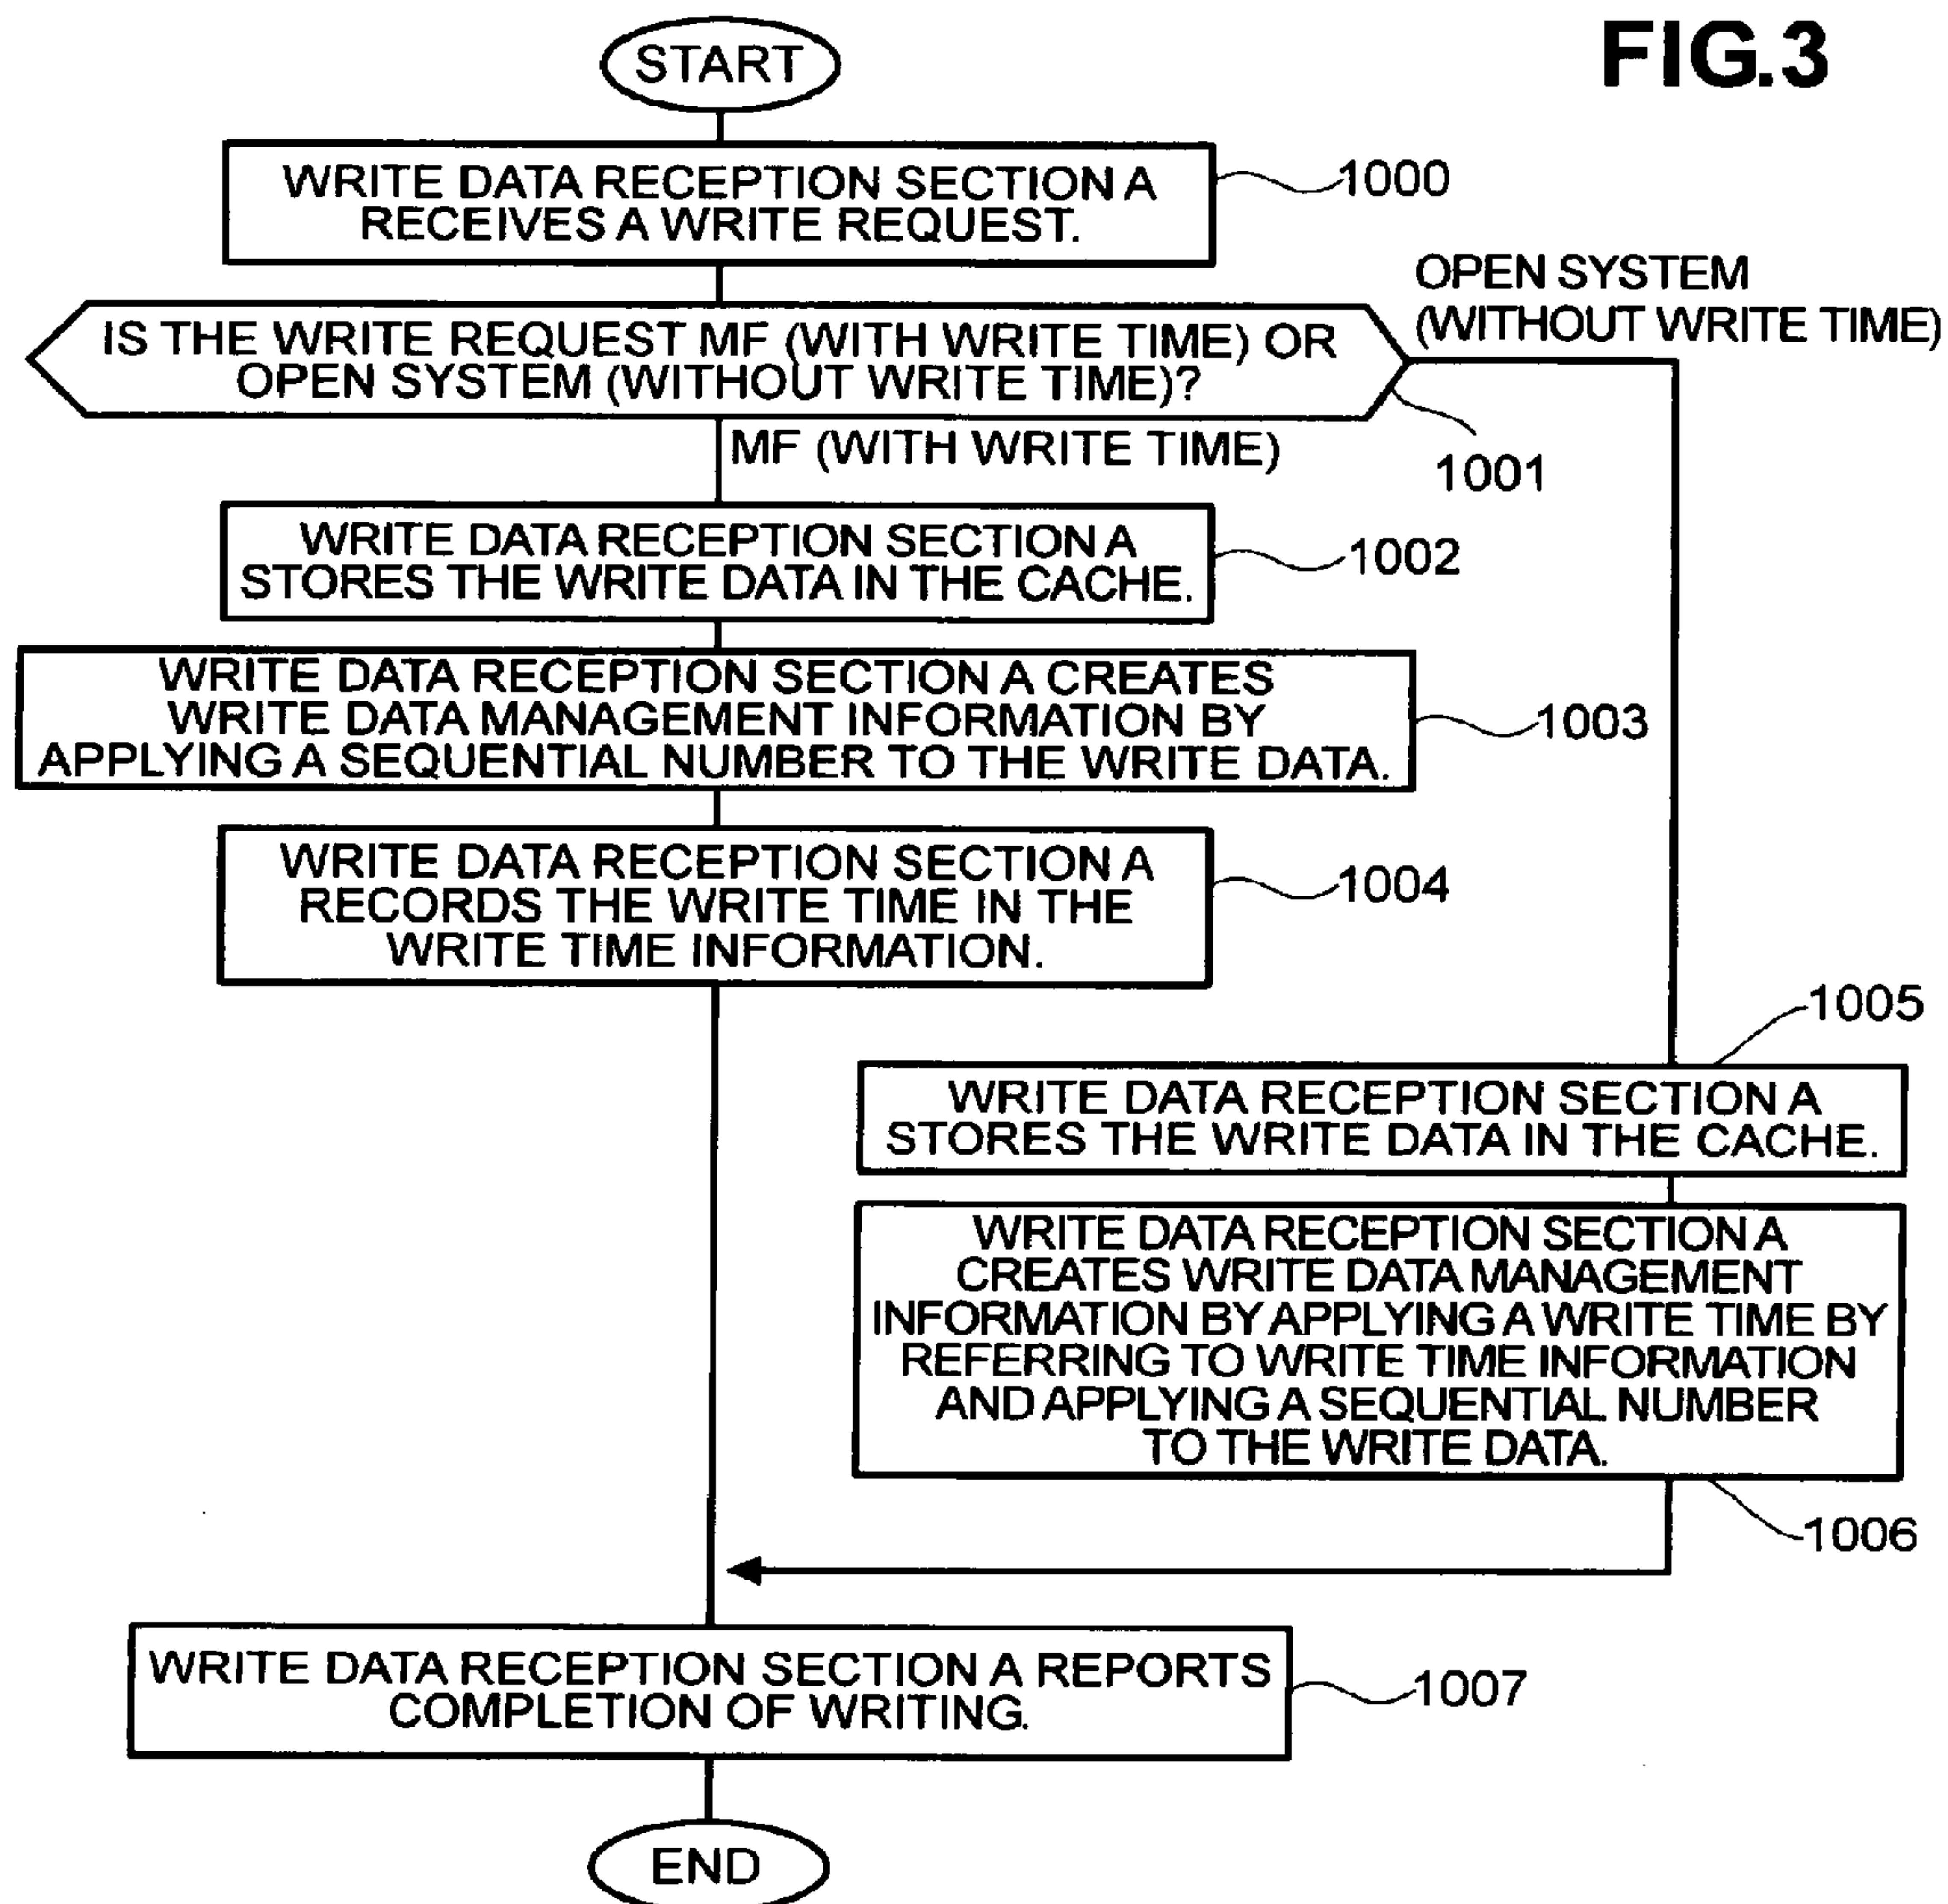 FIG.3
START
WRITE DATA RECEPTION SECTION A
RECEIVES A WRITE REQUEST.
1000
IS THE WRITE REQUEST MF (WITH WRITE TIME) OR
OPEN SYSTEM (WITHOUT WRITE TIME)?
1001
OPEN SYSTEM
(WITHOUT WRITE TIME)
MF (WITH WRITE TIME)
WRITE DATA RECEPTION SECTION A
STORES THE WRITE DATA IN THE CACHE.
1002
WRITE DATA RECEPTION SECTION A CREATES
WRITE DATA MANAGEMENT INFORMATION BY
APPLYING A SEQUENTIAL NUMBER TO THE WRITE DATA.
1003
WRITE DATA RECEPTION SECTION A
RECORDS THE WRITE TIME IN THE
WRITE TIME INFORMATION.
1004
1005
WRITE DATA RECEPTION SECTION A
STORES THE WRITE DATA IN THE CACHE.
WRITE DATA RECEPTION SECTION A
CREATES WRITE DATA MANAGEMENT
INFORMATION BY APPLYING A WRITE TIME BY
REFERRING TO WRITE TIME INFORMATION
AND APPLYING A SEQUENTIAL NUMBER
TO THE WRITE DATA.
1006
WRITE DATA RECEPTION SECTION A REPORTS
COMPLETION OF WRITING.
1007
END